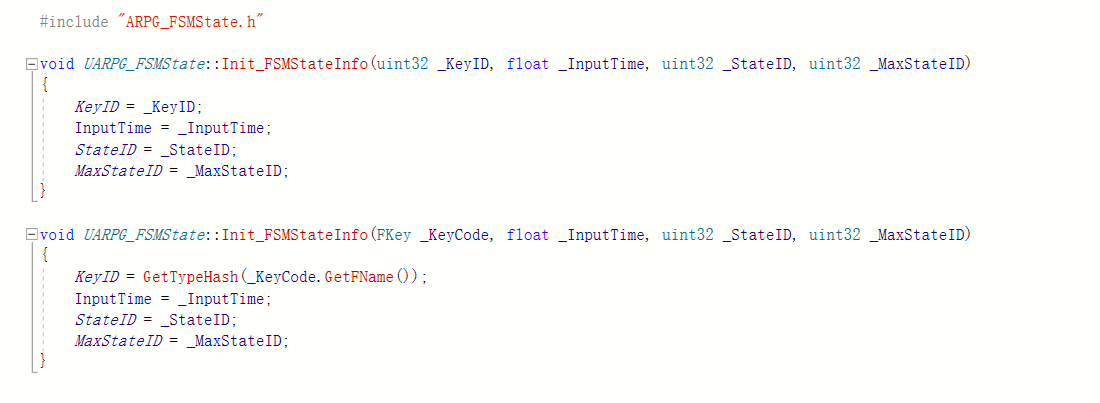 #include "ARPG_FSMState.h"
void UARPG_FSMState::Init_FSMStateInfo(uint32 _KeyID, float _InputTime, uint32 _StateID, uint32 _MaxStateID)
{
KeyID = _KeyID;
InputTime = _InputTime;
StateID = _StateID;
MaxStateID = _MaxStateID;
}
void UARPG_FSMState::Init_FSMStateInfo(FKey _KeyCode, float _InputTime, uint32 _StateID, uint32 _MaxStateID)
{
KeyID = GetTypeHash(_KeyCode.GetFName());
InputTime = _InputTime;
StateID = _StateID;
MaxStateID = _MaxStateID;
}